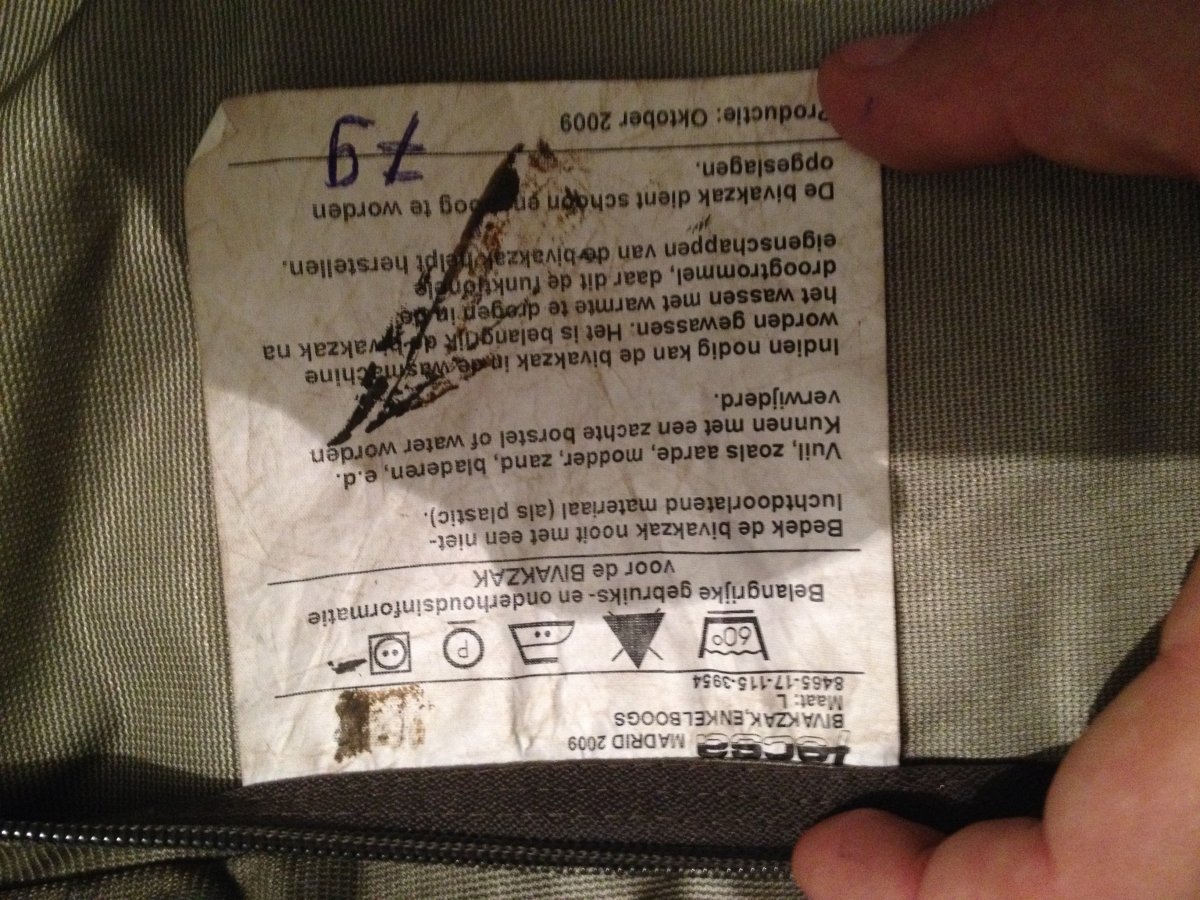 tecsa MADRID 2009
BIVAKZAK,ENKELBOOGS
Maat: L
8465-17-115-3954
60°
P
Belangrijke gebruiks- en onderhoudsinformatie
voor de BIVAKZAK
Bedek de bivakzak nooit met een niet-
luchtdoorlatend materiaal (als plastic).
Vuil, zoals aarde, modder, zand, bladeren, e.d.
Kunnen met een zachte borstel of water worden
verwijderd.
Indien nodig kan de bivakzak in de wasmachine
worden gewassen. Het is belangrijk de bivakzak na
het wassen met warmte te drogen in de
droogtrommel, daar dit de funktionele
eigenschappen van de bivakzak helpt herstellen.
De bivakzak dient schoon en droog te worden
opgeslagen.
Productie: Oktober 2009
79